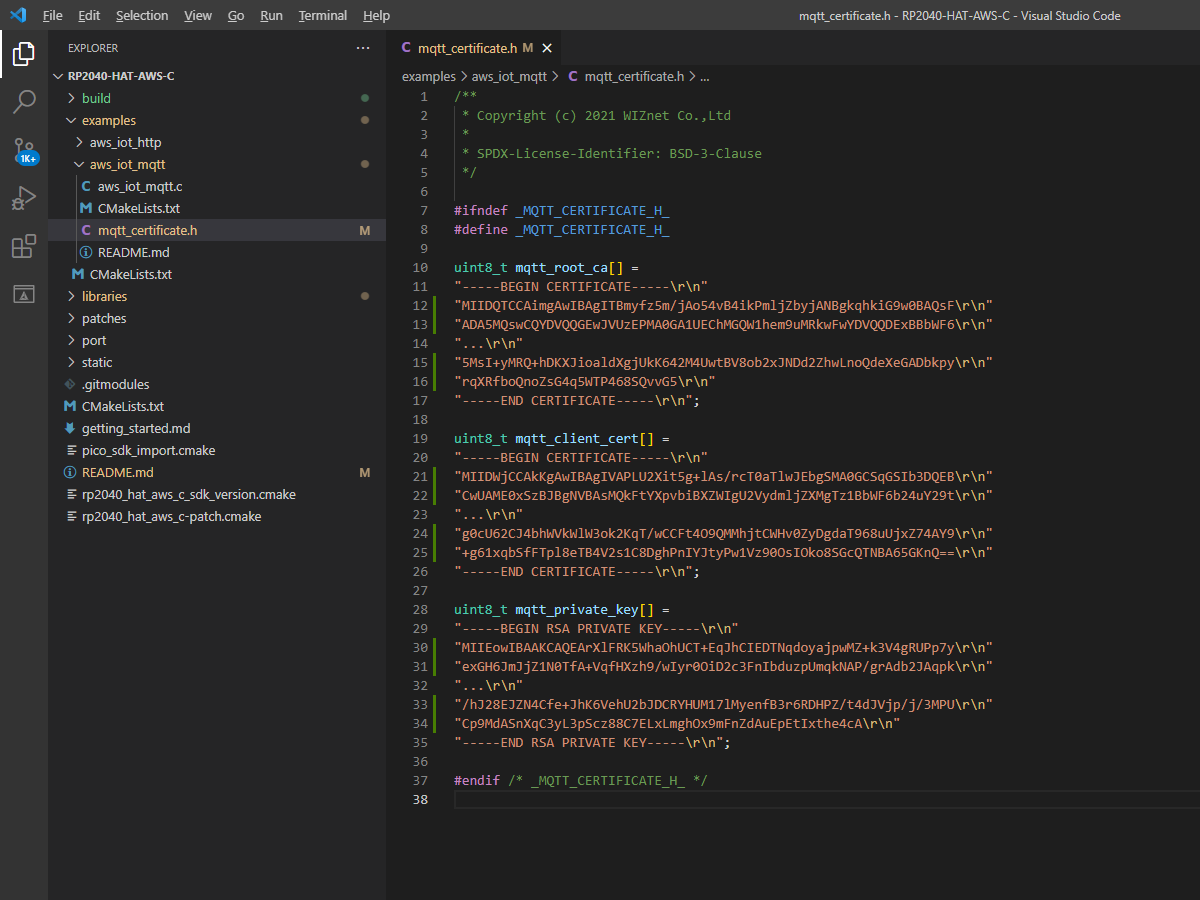 File Edit Selection View Go Run Terminal Help
mqtt_certificate.h - RP2040-HAT-AWS-C - Visual Studio Code
EXPLORER
RP2040-HAT-AWS-C
build
examples
aws_iot_http
aws_iot_mqtt
C aws_iot_mqtt.c
M CMakeLists.txt
C mqtt_certificate.h M
README.md
M CMakeLists.txt
libraries
patches
port
static
.gitmodules
M CMakeLists.txt
getting_started.md
pico_sdk_import.cmake
README.md M
rp2040_hat_aws_c_sdk_version.cmake
rp2040_hat_aws_c-patch.cmake
1K+
C mqtt_certificate.h M
examples > aws_iot_mqtt > C mqtt_certificate.h > ...
1 /**
2 * Copyright (c) 2021 WIZnet Co.,Ltd
3 *
4 * SPDX-License-Identifier: BSD-3-Clause
5 */
6
7 #ifndef _MQTT_CERTIFICATE_H_
8 #define _MQTT_CERTIFICATE_H_
9
10 uint8_t mqtt_root_ca[] =
11 "-----BEGIN CERTIFICATE-----\r\n"
12 "MIIDQTCCAimgAwIBAgITBmyfz5m/jAo54vB4ikPmljZbyjANBgkqhkiG9w0BAQsF\r\n"
13 "ADA5MQswCQYDVQQGEwJVUzEPMA0GA1UEChMGQW1hem9uMRkwFwYDVQQDExBBbWF6\r\n"
14 "...\r\n"
15 "5MsI+yMRQ+hDKXJioaldXgjUkK642M4UwtBV8ob2xJNDd2ZhwLnoQdeXeGADbkpy\r\n"
16 "rqXRfboQnoZsG4q5WTP468SQvvG5\r\n"
17 "-----END CERTIFICATE-----\r\n";
18
19 uint8_t mqtt_client_cert[] =
20 "-----BEGIN CERTIFICATE-----\r\n"
21 "MIIDWjCCAkKgAwIBAgIVAPLU2Xit5g+lAs/rcT0aTlwJEbgSMA0GCSqGSIb3DQEB\r\n"
22 "CwUAME0xSzBJBgNVBAsMQkFtYXpvbiBXZWIgU2VydmljZXMgTz1BbWF6b24uY29t\r\n"
23 "...\r\n"
24 "g0cU62CJ4bhWVkWlW3ok2KqT/wCCFt4O9QMMhjtCWHv0ZyDgdaT968uUjxZ74AY9\r\n"
25 "+g61xqbSfFTpl8eTB4V2s1C8DghPnIYJtyPw1Vz90OsIOko8SGcQTNBA65GKnQ==\r\n"
26 "-----END CERTIFICATE-----\r\n";
27
28 uint8_t mqtt_private_key[] =
29 "-----BEGIN RSA PRIVATE KEY-----\r\n"
30 "MIIEowIBAAKCAQEArXlFRK5WhaOhUCT+EqJhCIEDTNqdoyajpwMZ+k3V4gRUPp7y\r\n"
31 "exGH6JmJjZ1N0TfA+VqfHXzh9/wIyr0OiD2c3FnIbduzpUmqkNAP/grAdb2JAqpk\r\n"
32 "...\r\n"
33 "/hJ28EJZN4Cfe+JhK6VehU2bJDCRYHUM17lMyenfB3r6RDHPZ/t4dJVjp/j/3MPU\r\n"
34 "Cp9MdASnXqC3yL3pScz88C7ELxLmghOx9mFnZdAuEpEtIxthe4cA\r\n"
35 "-----END RSA PRIVATE KEY-----\r\n";
36
37 #endif /* _MQTT_CERTIFICATE_H_ */
38